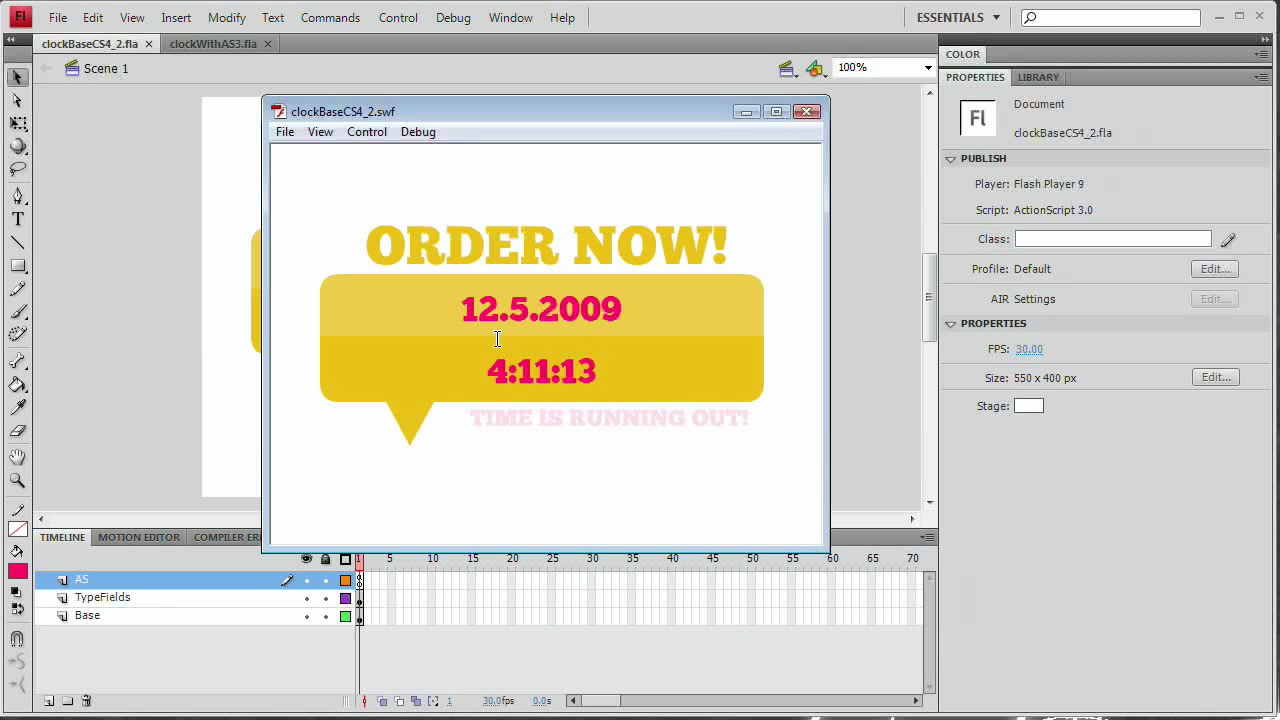 Fl File Edit View Insert Modify Text Commands Control Debug Window Help ESSENTIALS
clockBaseCS4_2.fla clockWithAS3.fla
Scene 1 100%
clockBaseCS4_2.swf
File View Control Debug
ORDER NOW!
12.5.2009
4:11:13
TIME IS RUNNING OUT!
COLOR
PROPERTIES LIBRARY
Fl
Document
clockBaseCS4_2.fla
PUBLISH
Player: Flash Player 9
Script: ActionScript 3.0
Class:
Profile: Default Edit...
AIR Settings Edit...
PROPERTIES
FPS: 30.00
Size: 550 x 400 px Edit...
Stage:
TIMELINE MOTION EDITOR COMPILER ER
1 5 10 15 20 25 30 35 40 45 50 55 60 65 70
AS
TypeFields
Base
1 30.0fps 0.0s